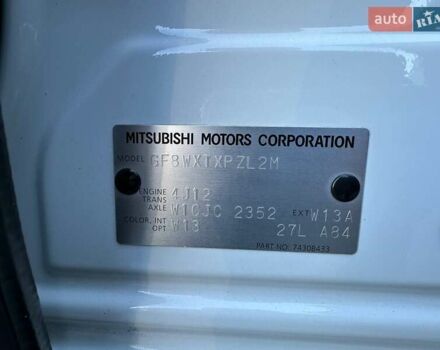 auto RIA
MITSUBISHI MOTORS CORPORATION
MODEL GF8WXTXPZL2M
ENGINE 4J12
TRANS AXLE W1CJC 2352 EXT W13A
COLOR, INT OPT W13 27L A84
PART NO. 7430B433